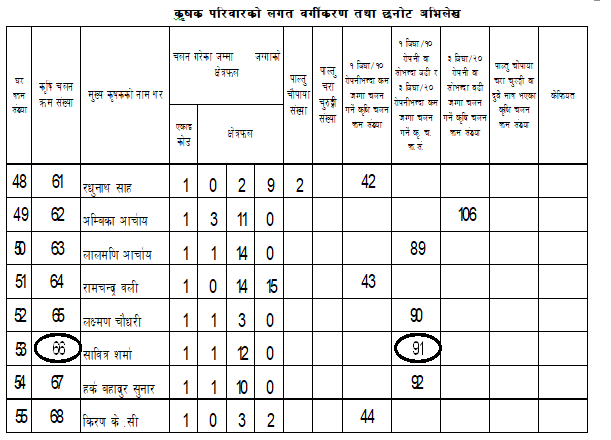 कृषक परिवारको लगत वर्गीकरण तथा छनोट अभिलेख
घर क्रम संख्या
कृषि चलन क्रम संख्या
मुख्य कृषकको नाम थर
चलन गरेका जम्मा जग्गाको क्षेत्रफल
एकाइ कोड
क्षेत्रफल
पाल्तु चौपाया संख्या
पाल्तु चरा चुरुङ्गी संख्या
१ विघा/१० रोपनीभन्दा कम जग्गा चलन गर्ने कृषि चलन क्रम संख्या
१ विघा/१० रोपनी वा सोभन्दा बढी र ३ विघा/२० रोपनीभन्दा कम जग्गा चलन गर्ने कृ. च. क्र.सं.
३ विघा/२० रोपनी वा सोभन्दा बढी जग्गा चलन गर्ने कृषि चलन क्रम संख्या
पाल्तु चौपाया चरा चुरुङ्गी वा दुवै मात्र भएका कृषि चलन क्रम संख्या
कैफियत
48 61 रघुनाथ साह 1 0 2 9 2 42
49 62 अम्बिका आचाय 1 3 11 0 106
50 63 लालमणि आचाय 1 1 14 0 89
51 64 रामचन्द्र वली 1 0 14 15 43
52 65 लक्ष्मण चौधरी 1 1 3 0 90
53 66 सावित्र शर्मा 1 1 12 0 91
54 67 हर्क बहादुर सुनार 1 1 10 0 92
55 68 किरण के .सी 1 0 3 2 44